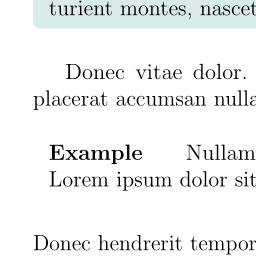 turient montes, nascet
Donec vitae dolor.
placerat accumsan nulla
Example Nullam
Lorem ipsum dolor sit
Donec hendrerit tempor